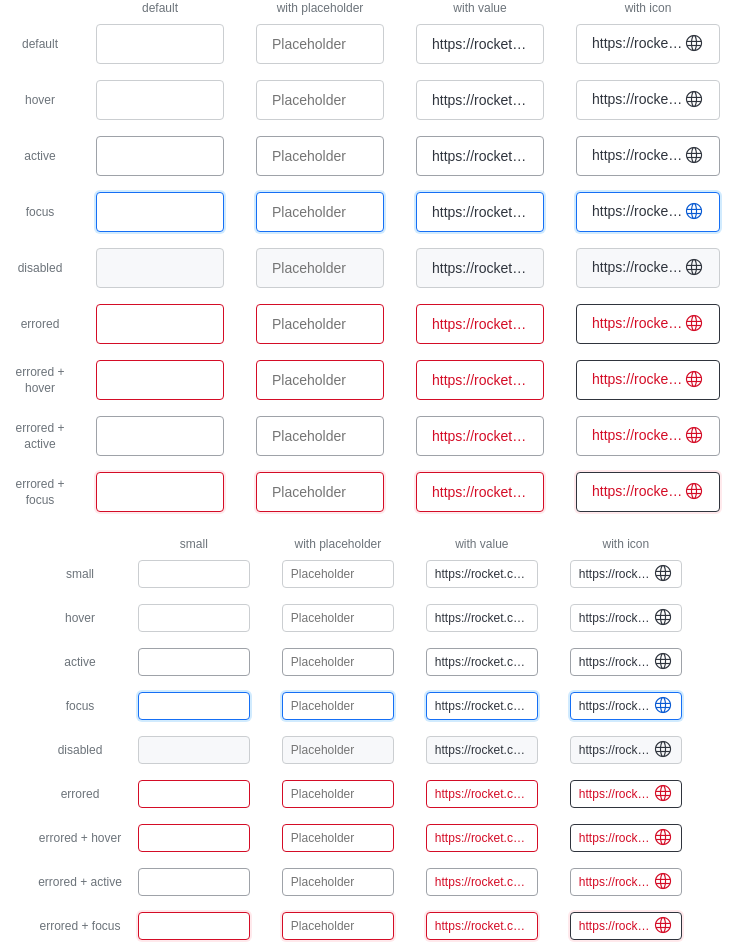 default with placeholder with value with icon
default Placeholder https://rocket… https://rocke…
hover Placeholder https://rocket… https://rocke…
active Placeholder https://rocket… https://rocke…
focus Placeholder https://rocket… https://rocke…
disabled Placeholder https://rocket… https://rocke…
errored Placeholder https://rocket… https://rocke…
errored +
hover Placeholder https://rocket… https://rocke…
errored +
active Placeholder https://rocket… https://rocke…
errored +
focus Placeholder https://rocket… https://rocke…
small with placeholder with value with icon
small Placeholder https://rocket.c… https://rock…
hover Placeholder https://rocket.c… https://rock…
active Placeholder https://rocket.c… https://rock…
focus Placeholder https://rocket.c… https://rock…
disabled Placeholder https://rocket.c… https://rock…
errored Placeholder https://rocket.c… https://rock…
errored + hover Placeholder https://rocket.c… https://rock…
errored + active Placeholder https://rocket.c… https://rock…
errored + focus Placeholder https://rocket.c… https://rock…